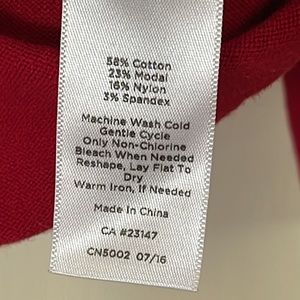 58% Cotton
23% Modal
16% Nylon
3% Spandex
Machine Wash Cold
Gentle Cycle
Only Non-Chlorine
Bleach When Needed
Reshape, Lay Flat To
Dry
Warm Iron, If Needed
Made In China
CA #23147
CN5002 07/16